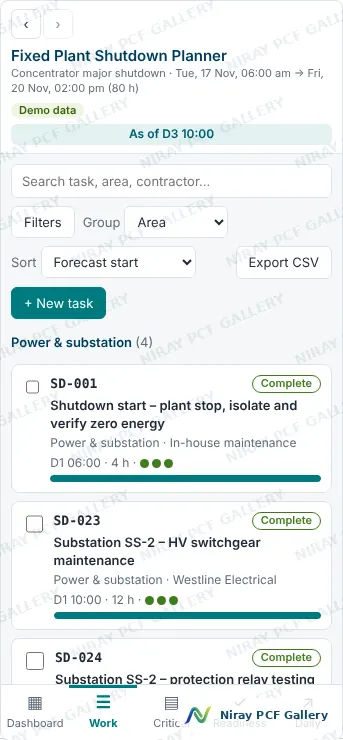 Fixed Plant Shutdown Planner
Concentrator major shutdown · Tue, 17 Nov, 06:00 am → Fri,
20 Nov, 02:00 pm (80 h)
Demo data
As of D3 10:00
Search task, area, contractor...
Filters Group Area
Sort Forecast start Export CSV
+ New task
Power & substation (4)
SD-001 Complete
Shutdown start – plant stop, isolate and
verify zero energy
Power & substation · In-house maintenance
D1 06:00 · 4 h ·
SD-023 Complete
Substation SS-2 – HV switchgear
maintenance
Power & substation · Westline Electrical
D1 10:00 · 12 h ·
SD-024 Complete
Substation SS-2 – protection relay testing
Dashboard Work Critic Readiness Daily
Niray PCF Gallery
NIRAY PCF GALLERY